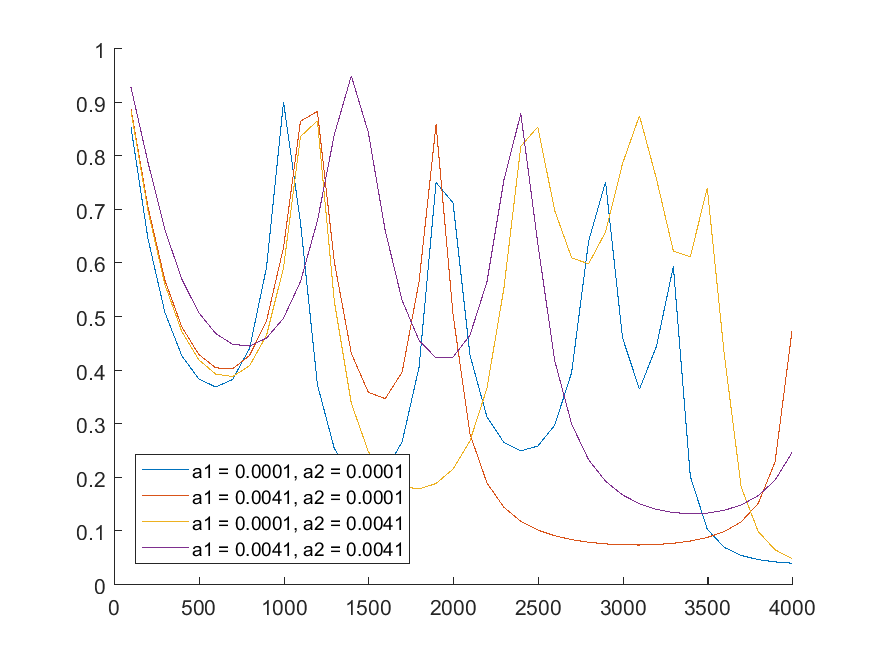 1
0.9
0.8
0.7
0.6
0.5
0.4
0.3
0.2
0.1
0
a1 = 0.0001, a2 = 0.0001
a1 = 0.0041, a2 = 0.0001
a1 = 0.0001, a2 = 0.0041
a1 = 0.0041, a2 = 0.0041
0 500 1000 1500 2000 2500 3000 3500 4000